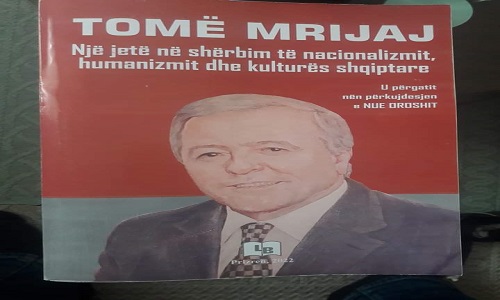 TOMË MRIJAJ
Një jetë në shërbim të nacionalizmit,
humanizmit dhe kulturës shqiptare
U përgatit
nën përkujdesjen
e NUE OROSHIT
LB